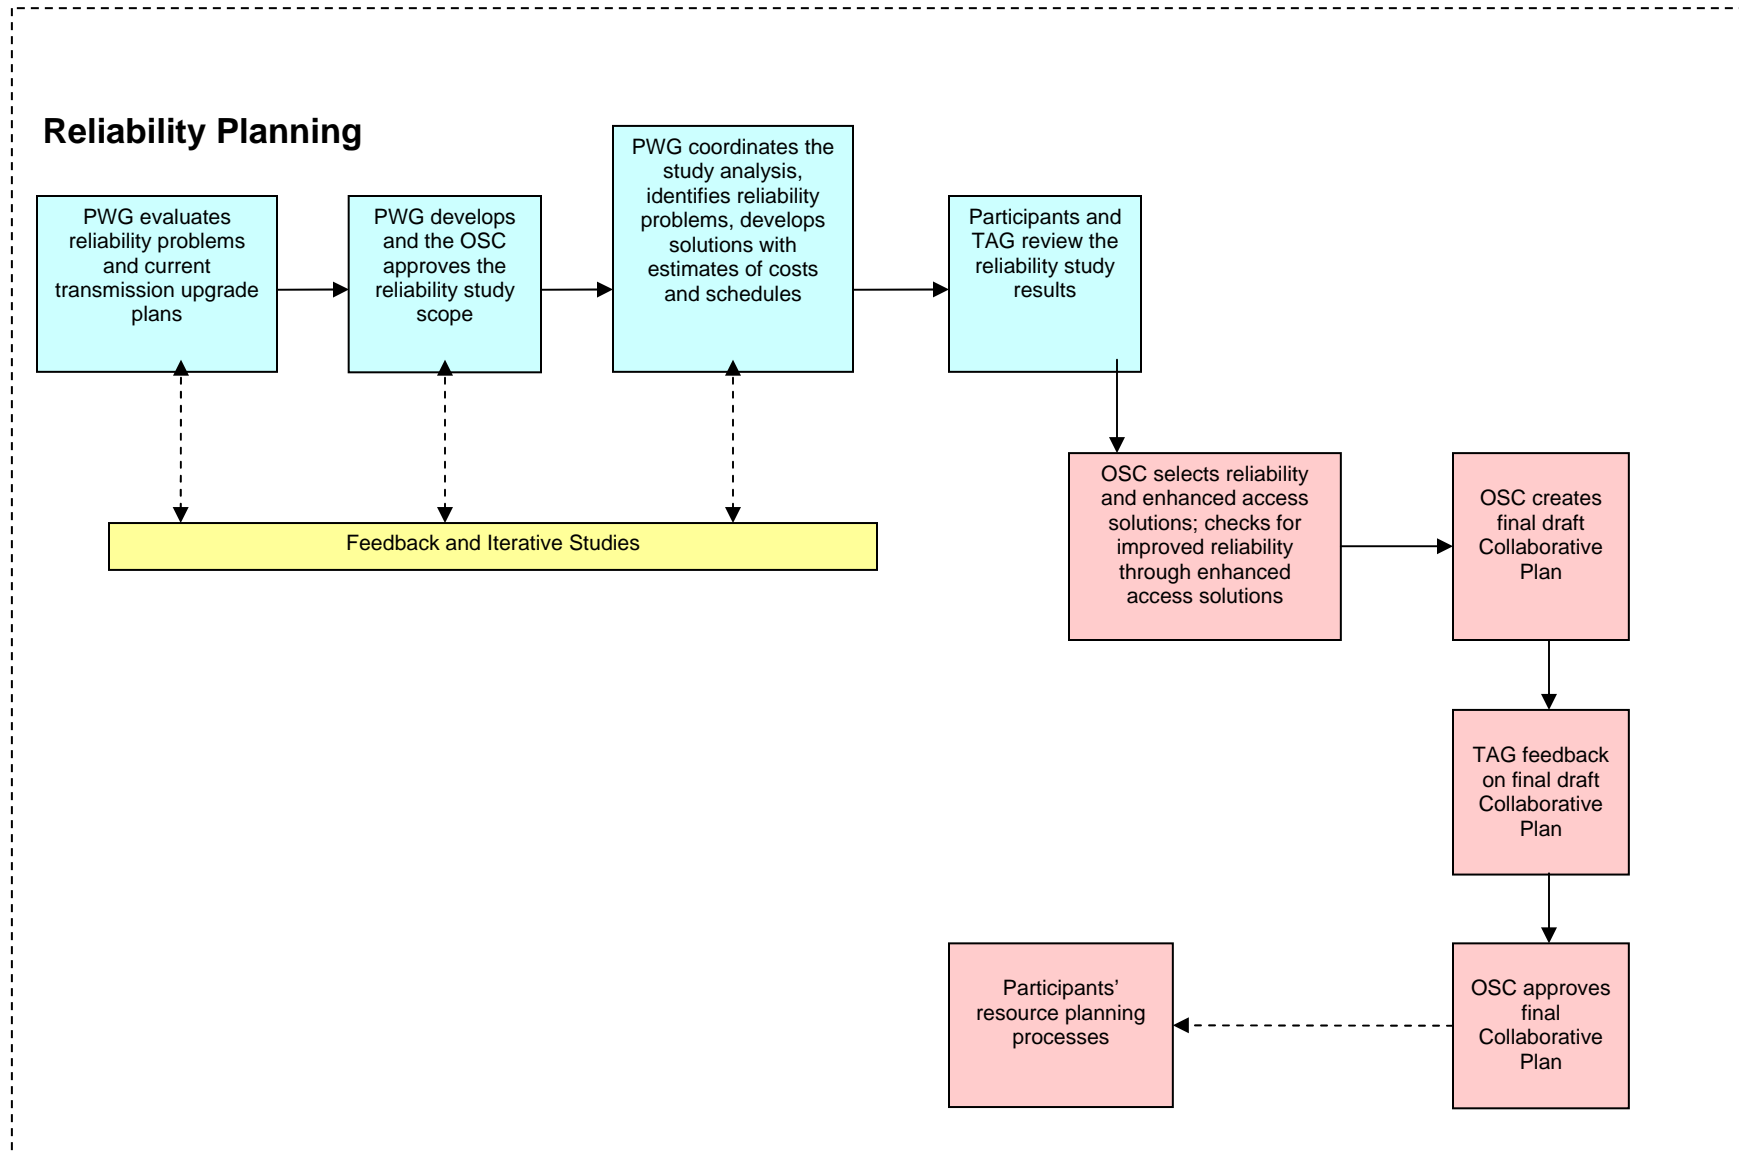 Reliability Planning
PWG evaluates
reliability problems
and current
transmission upgrade
plans
PWG develops
and the OSC
approves the
reliability study
scope
PWG coordinates the
study analysis,
identifies reliability
problems, develops
solutions with
estimates of costs
and schedules
Participants and
TAG review the
reliability study
results
Feedback and Iterative Studies
OSC selects reliability
and enhanced access
solutions; checks for
improved reliability
through enhanced
access solutions
OSC creates
final draft
Collaborative
Plan
TAG feedback
on final draft
Collaborative
Plan
Participants’
resource planning
processes
OSC approves
final
Collaborative
Plan